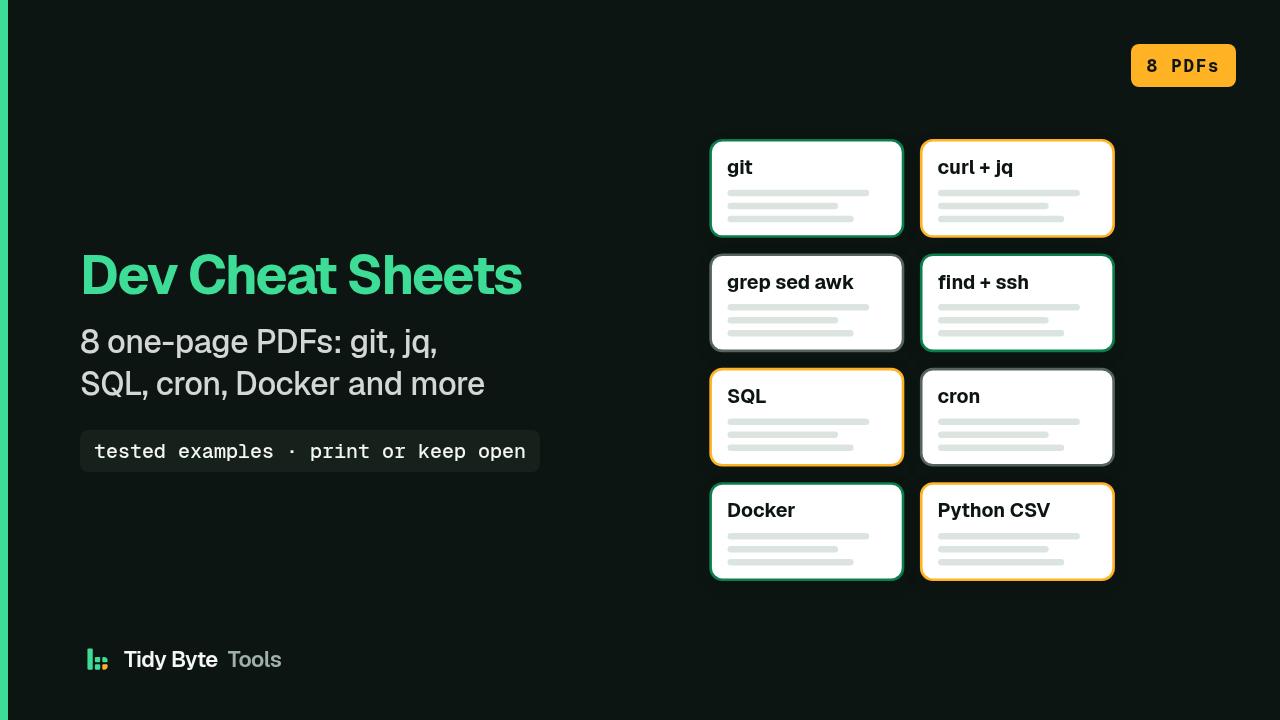 8 PDFs
Dev Cheat Sheets
8 one-page PDFs: git, jq,
SQL, cron, Docker and more
tested examples · print or keep open
git
curl + jq
grep sed awk
find + ssh
SQL
cron
Docker
Python CSV
Tidy Byte Tools